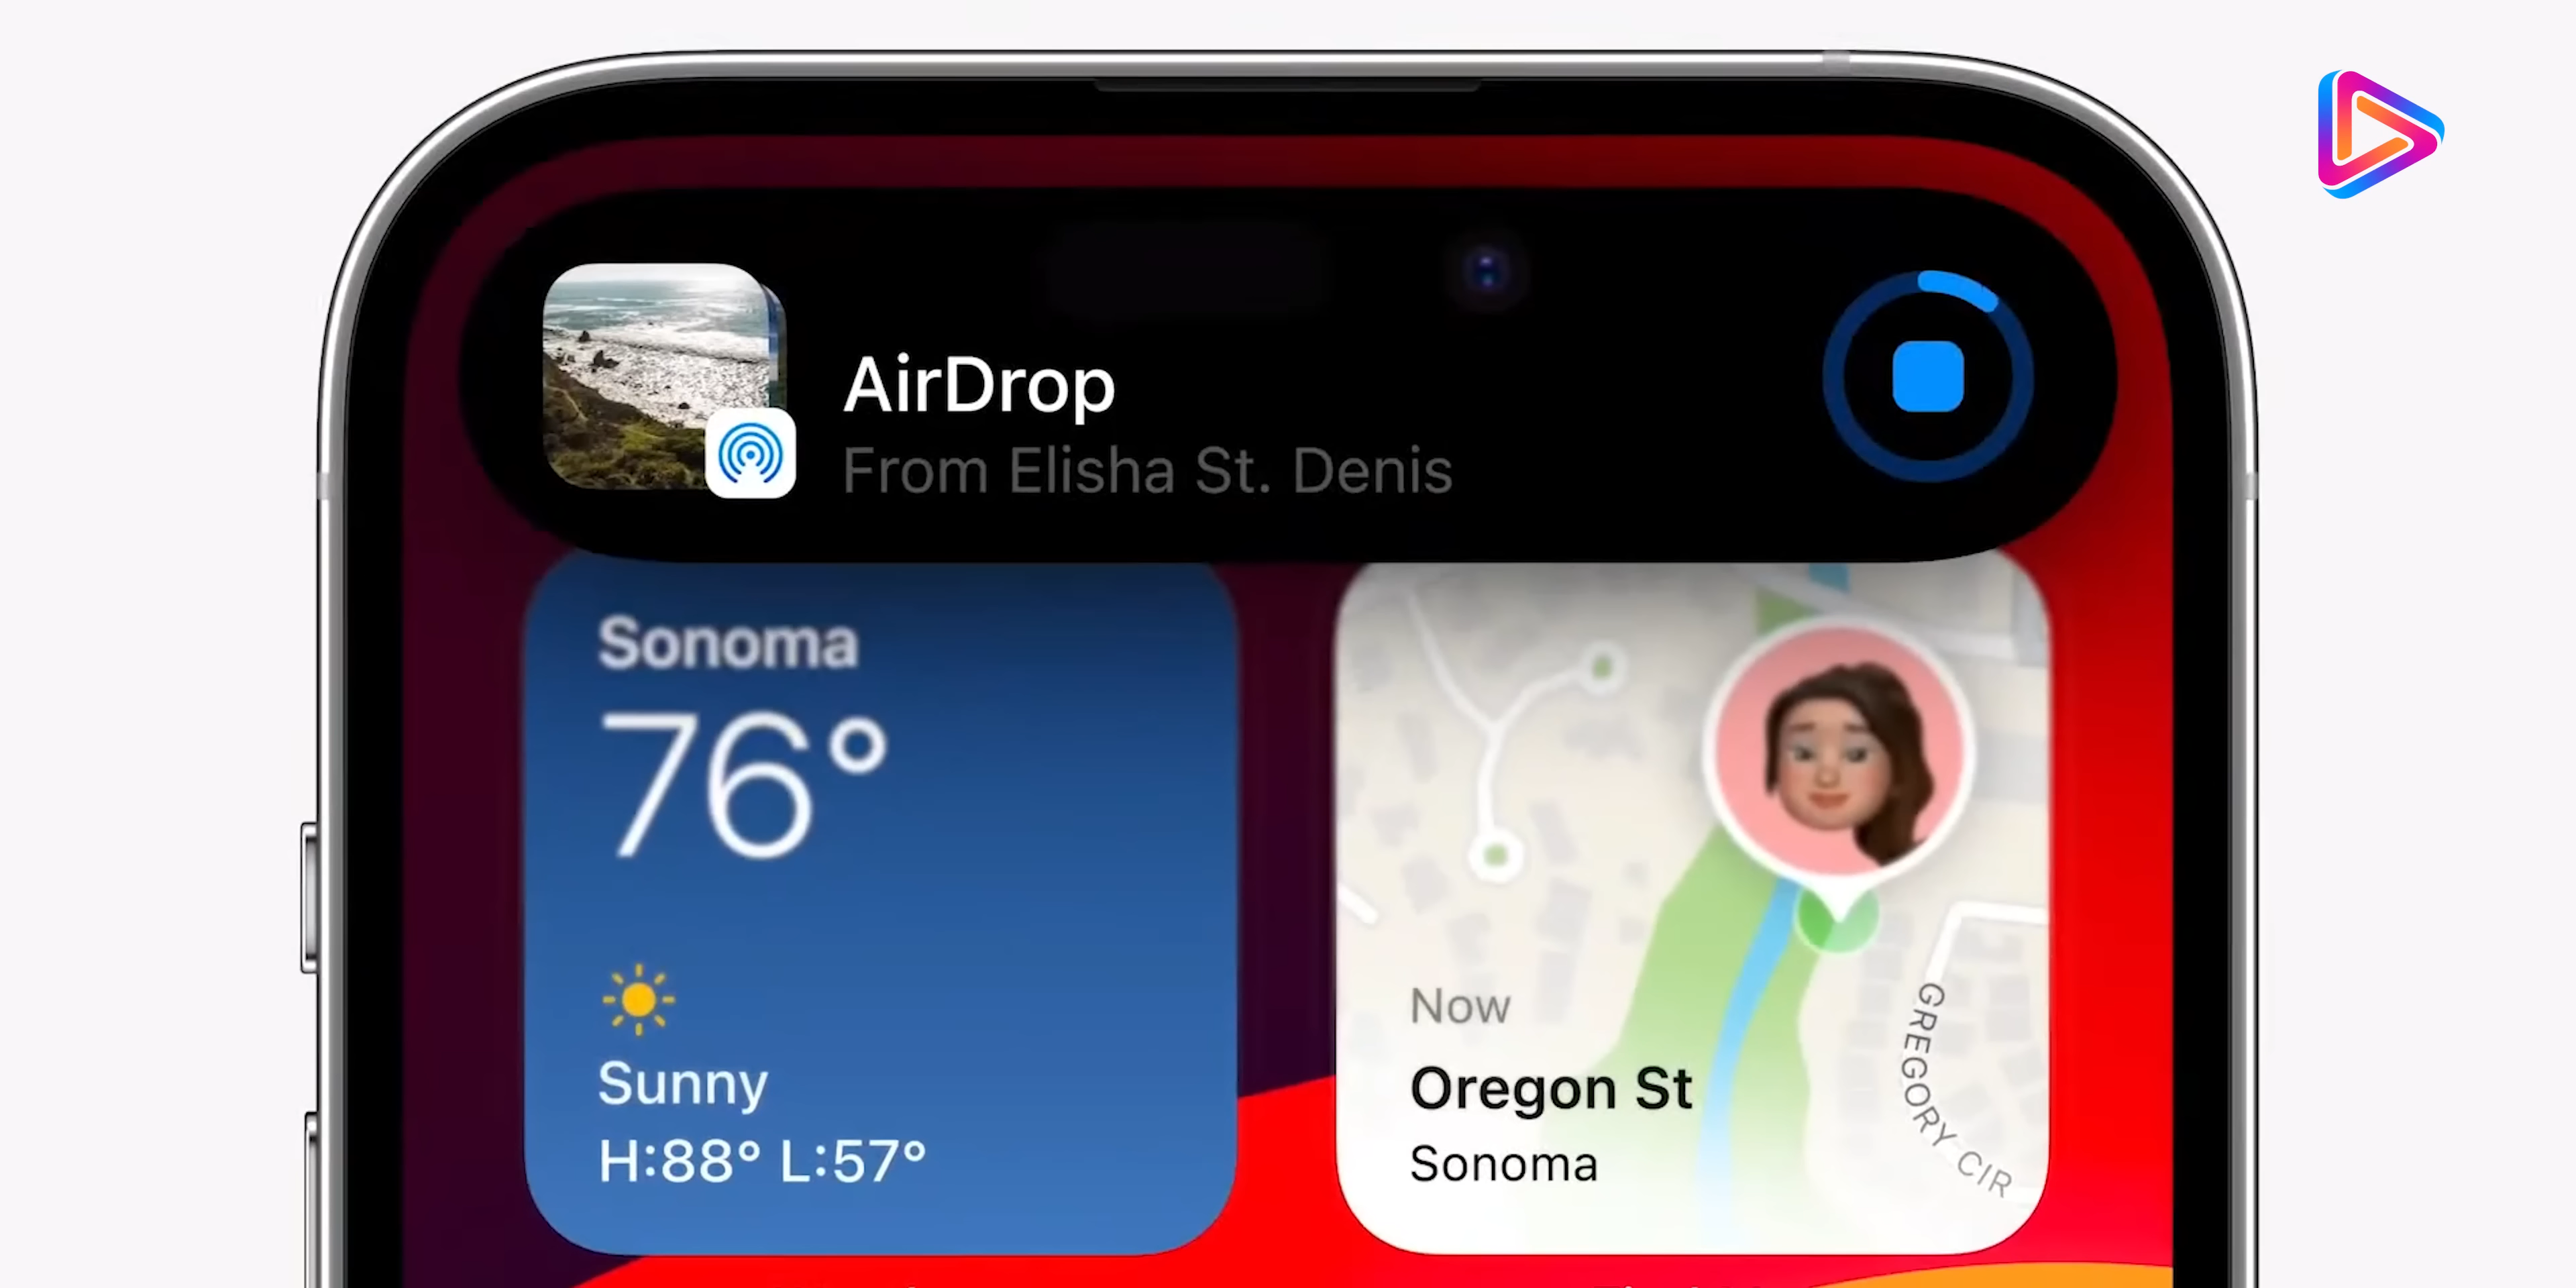 AirDrop
From Elisha St. Denis
Sonoma
76°
Sunny
H:88° L:57°
Now
Oregon St
Sonoma
GREGORY CIR